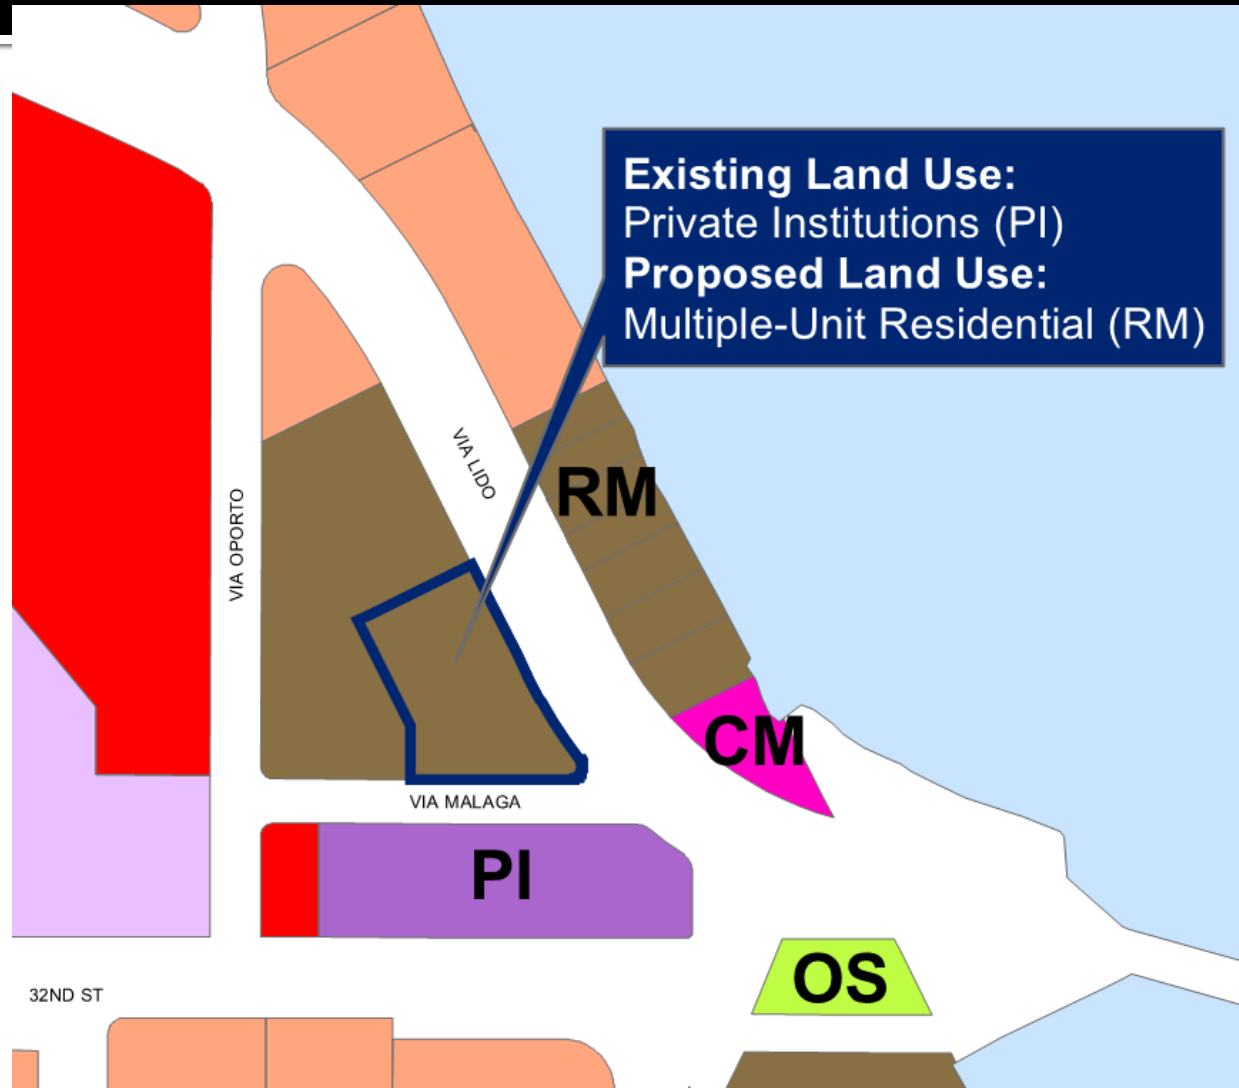 Existing Land Use:
Private Institutions (PI)
Proposed Land Use:
Multiple-Unit Residential (RM)
VIA LIDO
RM
VIA OPORTO
CM
VIA MALAGA
PI
OS
32ND ST